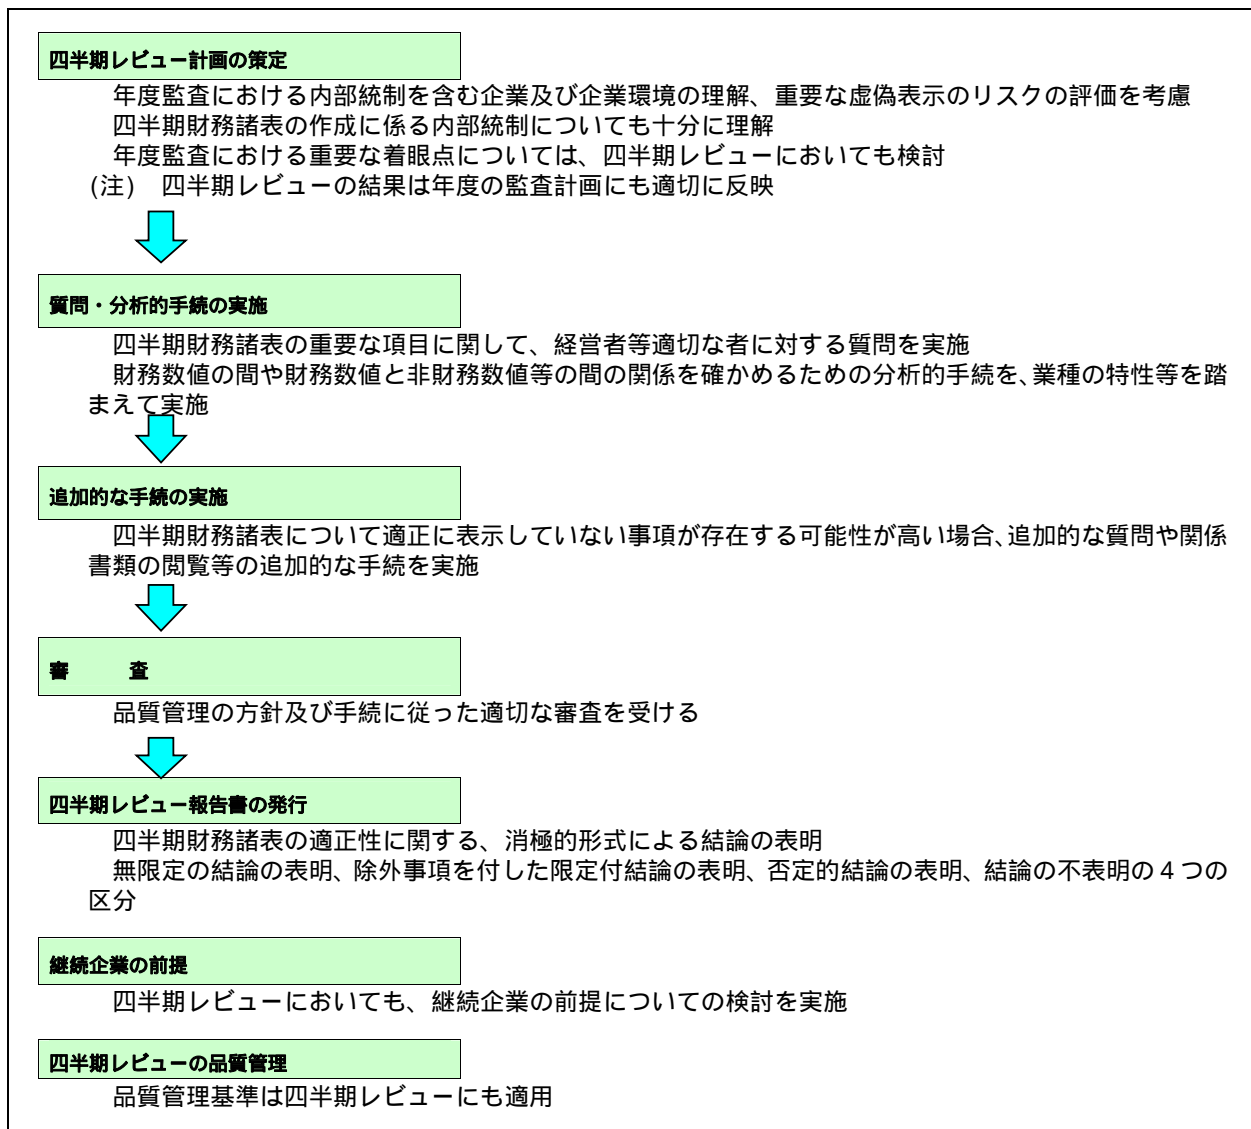 四半期レビュー計画の策定
年度監査における内部統制を含む企業及び企業環境の理解、重要な虚偽表示のリスクの評価を考慮
四半期財務諸表の作成に係る内部統制についても十分に理解
年度監査における重要な着眼点については、四半期レビューにおいても検討
(注)　四半期レビューの結果は年度の監査計画にも適切に反映
質問・分析的手続の実施
四半期財務諸表の重要な項目に関して、経営者等適切な者に対する質問を実施
財務数値の間や財務数値と非財務数値等の間の関係を確かめるための分析的手続を、業種の特性等を踏
まえて実施
追加的な手続の実施
四半期財務諸表について適正に表示していない事項が存在する可能性が高い場合、追加的な質問や関係
書類の閲覧等の追加的な手続を実施
審　　　査
品質管理の方針及び手続に従った適切な審査を受ける
四半期レビュー報告書の発行
四半期財務諸表の適正性に関する、消極的形式による結論の表明
無限定の結論の表明、除外事項を付した限定付結論の表明、否定的結論の表明、結論の不表明の４つの
区分
継続企業の前提
四半期レビューにおいても、継続企業の前提についての検討を実施
四半期レビューの品質管理
品質管理基準は四半期レビューにも適用